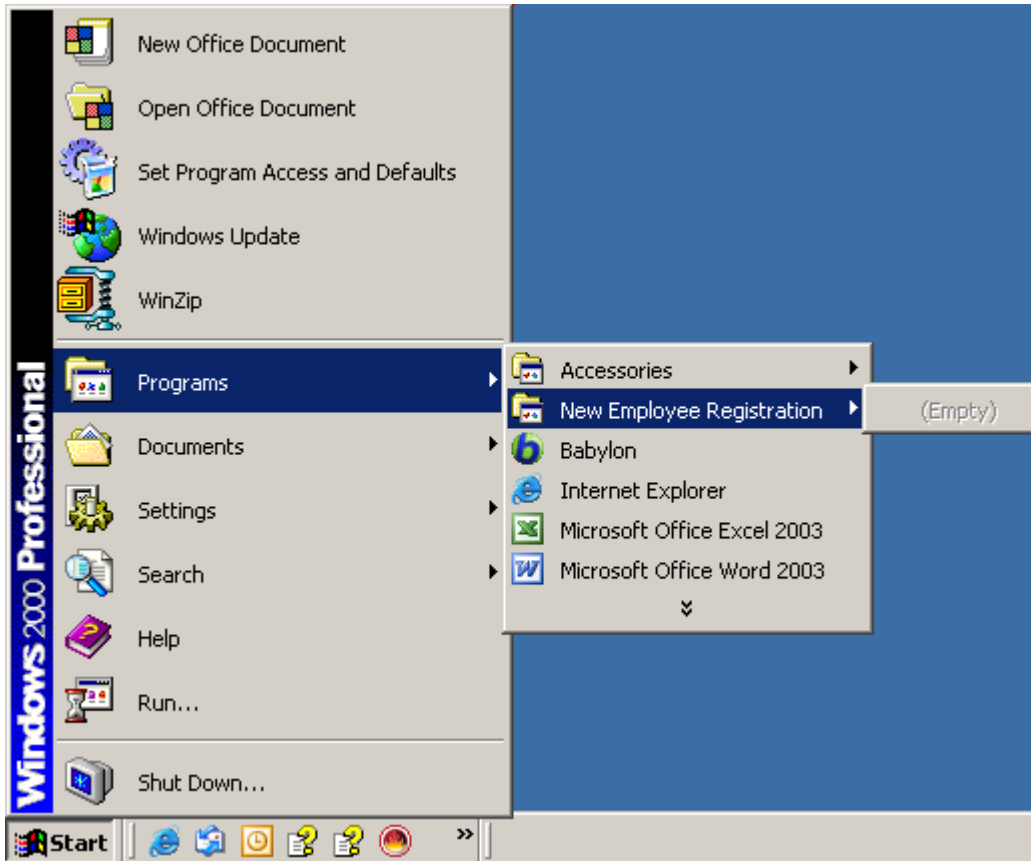 New Office Document
Open Office Document
Set Program Access and Defaults
Windows Update
WinZip
Programs
Documents
Settings
Search
Help
Run...
Shut Down...
Windows 2000 Professional
Accessories
New Employee Registration
Babylon
Internet Explorer
Microsoft Office Excel 2003
Microsoft Office Word 2003
(Empty)
Start